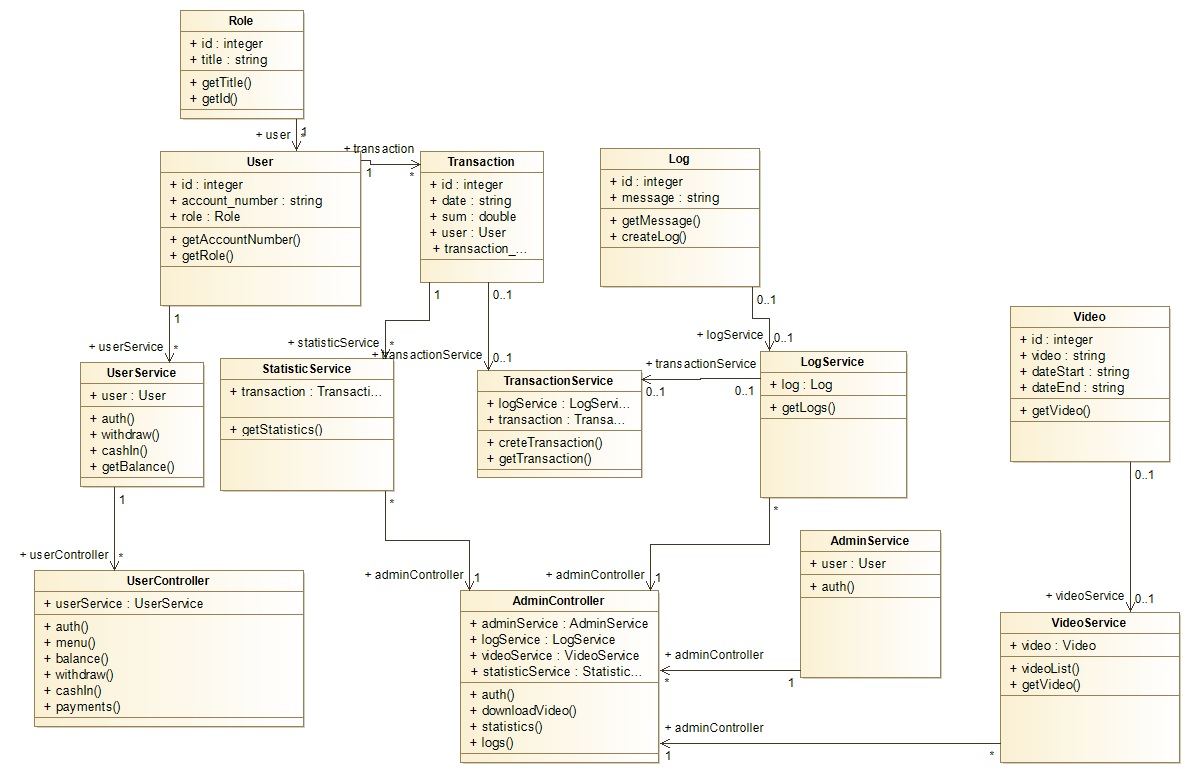 Role
+ id : integer
+ title : string
+ getTitle()
+ getId()
+ user
1
User
+ id : integer
+ account_number : string
+ role : Role
+ getAccountNumber()
+ getRole()
+ transaction
1
*
Transaction
+ id : integer
+ date : string
+ sum : double
+ user : User
+ transaction_...
Log
+ id : integer
+ message : string
+ getMessage()
+ createLog()
1
+ userService
*
1
+ statisticService
*
0..1
+ transactionService
0..1
0..1
+ logService
0..1
Video
+ id : integer
+ video : string
+ dateStart : string
+ dateEnd : string
+ getVideo()
UserService
+ user : User
+ auth()
+ withdraw()
+ cashIn()
+ getBalance()
StatisticService
+ transaction : Transacti...
+ getStatistics()
TransactionService
+ logService : LogServi...
+ transaction : Transa...
+ creteTransaction()
+ getTransaction()
+ transactionService
0..1
0..1
LogService
+ log : Log
+ getLogs()
1
+ userController
*
*
+ adminController
1
*
+ adminController
1
0..1
+ videoService
0..1
UserController
+ userService : UserService
+ auth()
+ menu()
+ balance()
+ withdraw()
+ cashIn()
+ payments()
AdminController
+ adminService : AdminService
+ logService : LogService
+ videoService : VideoService
+ statisticService : Statistic...
+ auth()
+ downloadVideo()
+ statistics()
+ logs()
AdminService
+ user : User
+ auth()
+ adminController
*
1
VideoService
+ video : Video
+ videoList()
+ getVideo()
+ adminController
1
*